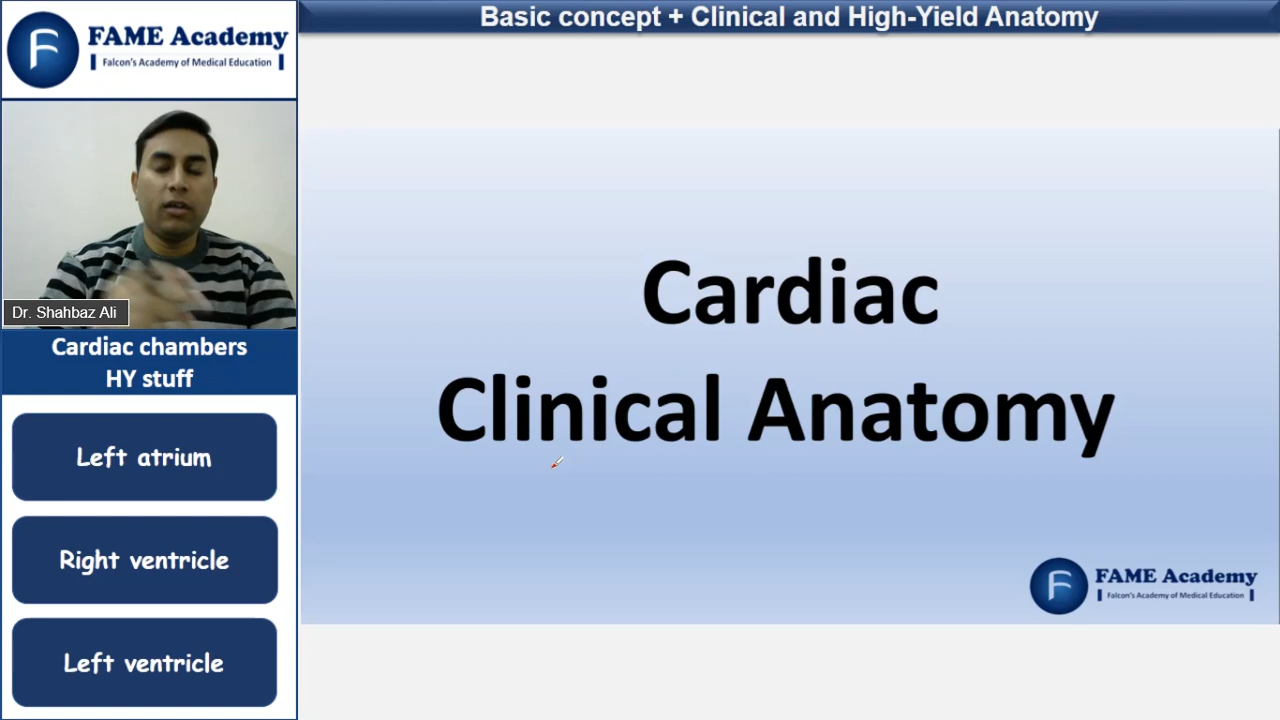 FAME Academy
Falcon's Academy of Medical Education
Basic concept + Clinical and High-Yield Anatomy
Dr. Shahbaz Ali
Cardiac chambers
HY stuff
Left atrium
Right ventricle
Left ventricle
Cardiac
Clinical Anatomy
FAME Academy
Falcon's Academy of Medical Education